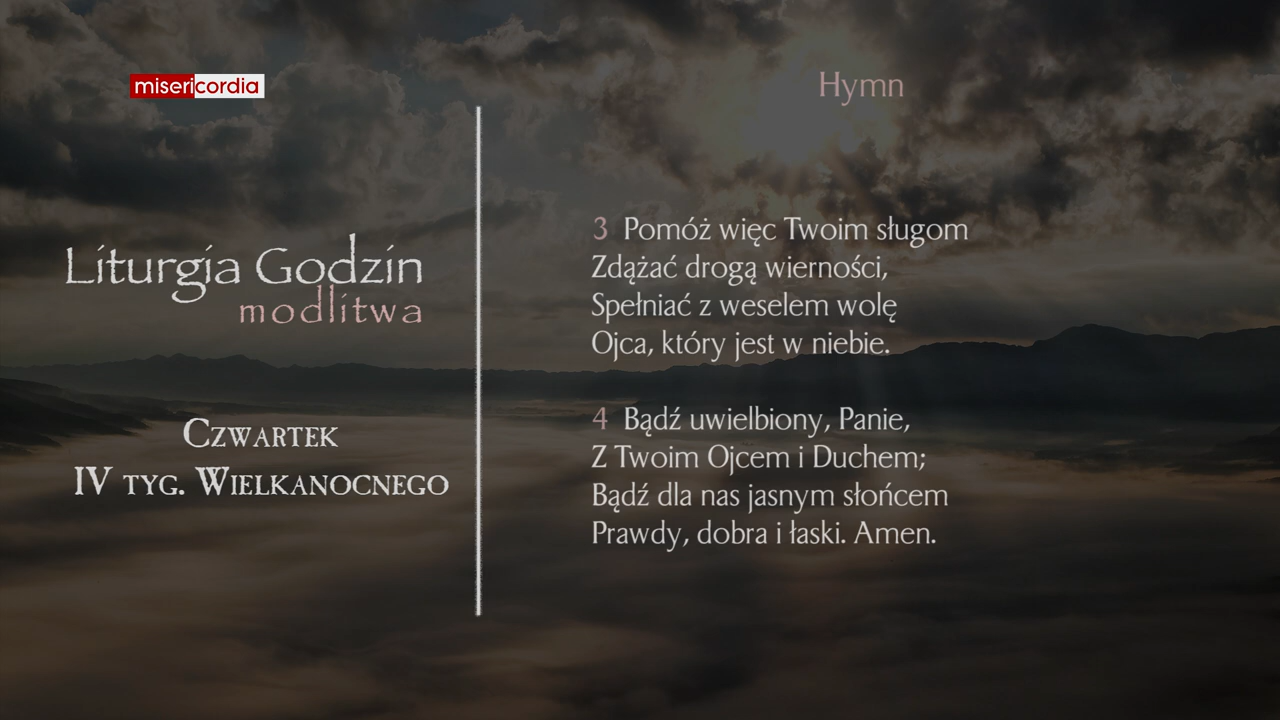 misericordia
Liturgia Godzin
modlitwa
Czwartek
IV tyg. Wielkanocnego
Hymn
3 Pomóż więc Twoim sługom
Zdążać drogą wierności,
Spełniać z weselem wolę
Ojca, który jest w niebie.
4 Bądź uwielbiony, Panie,
Z Twoim Ojcem i Duchem;
Bądź dla nas jasnym słońcem
Prawdy, dobra i łaski. Amen.